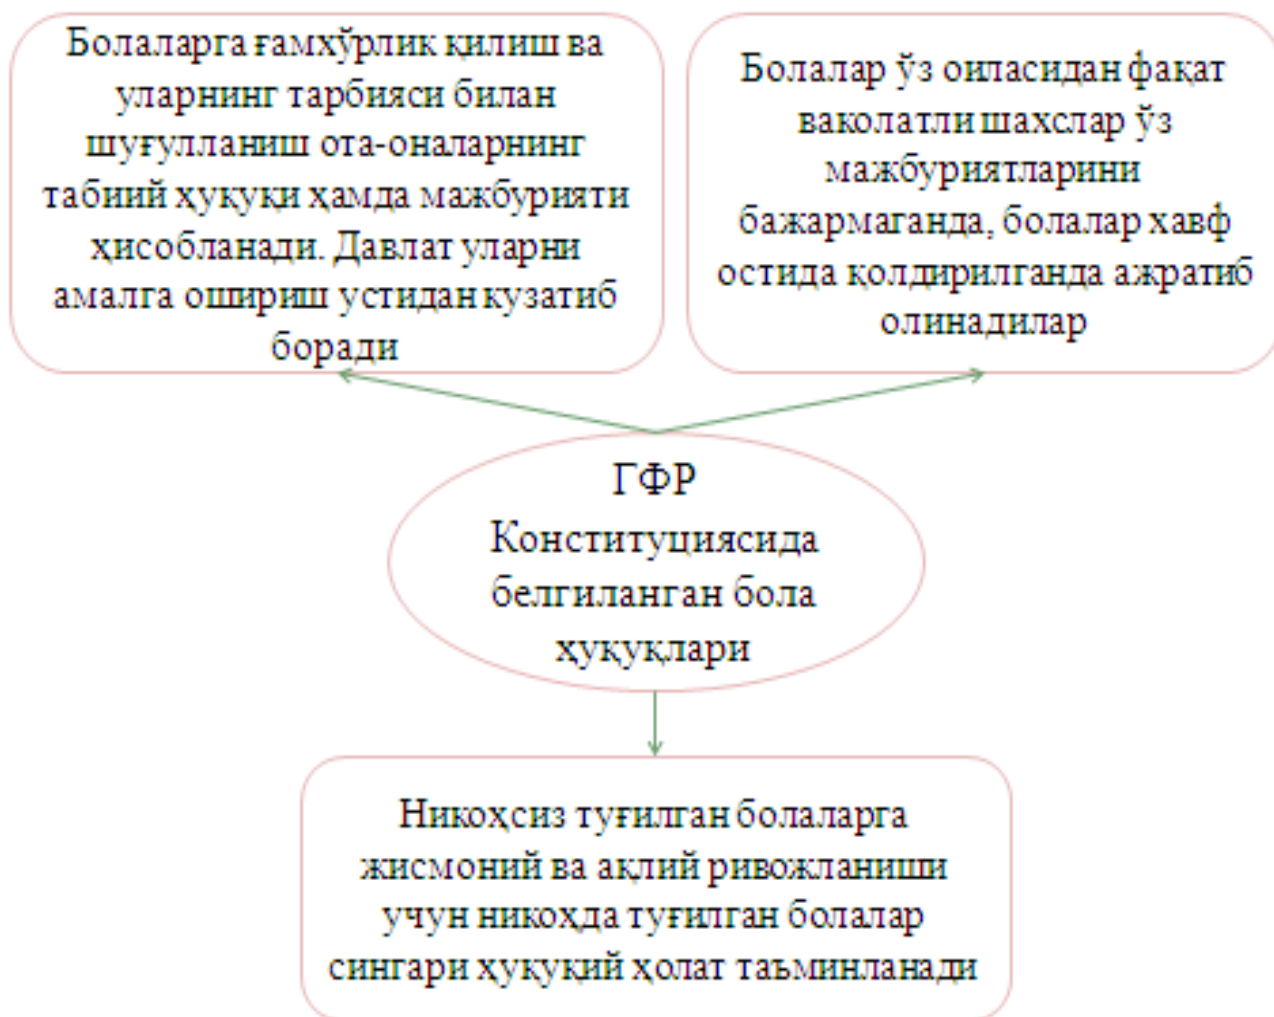 Болаларга ғамхўрлик қилиш ва
уларнинг тарбияси билан
шуғулланиш ота-оналарнинг
табиий ҳуқуқи ҳамда мажбурияти
ҳисобланади. Давлат уларни
амалга ошириш устидан кузатиб
боради
Болалар ўз оиласидан фақат
ваколатли шахслар ўз
мажбуриятларини
бажармаганда, болалар хавф
остида қолдирилганда ажратиб
олинадилар
ГФР
Конституциясида
белгиланган бола
ҳуқуқлари
Никоҳсиз туғилган болаларга
жисмоний ва ақлий ривожланиши
учун никоҳда туғилган болалар
сингари ҳуқуқий ҳолат таъминланади